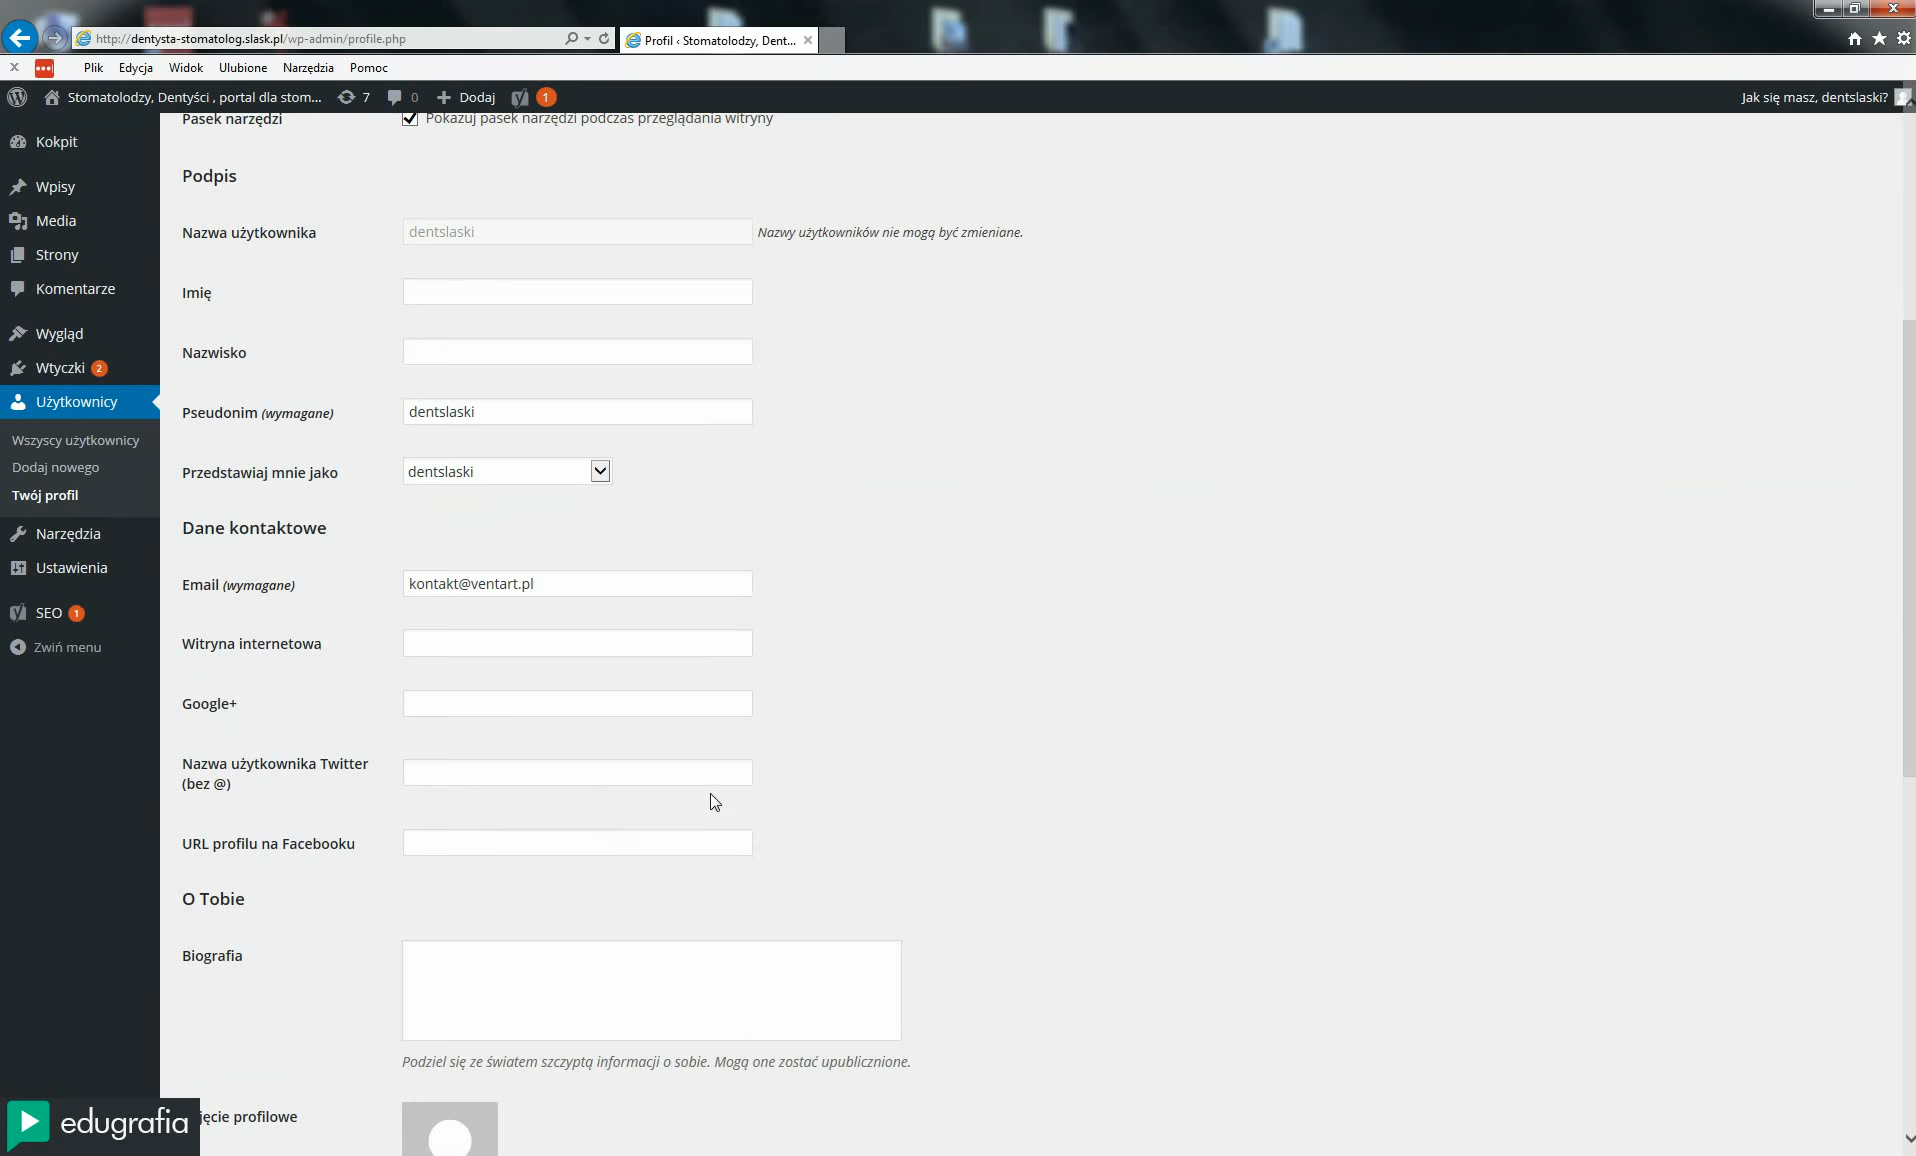 http://dentysta-stomatolog.slask.pl/wp-admin/profile.php
Profil ‹ Stomatolodzy, Dent...
Plik Edycja Widok Ulubione Narzędzia Pomoc
Stomatolodzy, Dentyści , portal dla stom... 7 0 Dodaj 1 Jak się masz, dentslaski?
Kokpit
Wpisy
Media
Strony
Komentarze
Wygląd
Wtyczki 2
Użytkownicy
Wszyscy użytkownicy
Dodaj nowego
Twój profil
Narzędzia
Ustawienia
SEO 1
Zwiń menu
Pasek narzędzi Pokazuj pasek narzędzi podczas przeglądania witryny
Podpis
Nazwa użytkownika dentslaski Nazwy użytkowników nie mogą być zmieniane.
Imię
Nazwisko
Pseudonim (wymagane) dentslaski
Przedstawiaj mnie jako dentslaski
Dane kontaktowe
Email (wymagane) kontakt@ventart.pl
Witryna internetowa
Google+
Nazwa użytkownika Twitter
(bez @)
URL profilu na Facebooku
O Tobie
Biografia
Podziel się ze światem szczyptą informacji o sobie. Mogą one zostać upublicznione.
profilowe
edugrafia